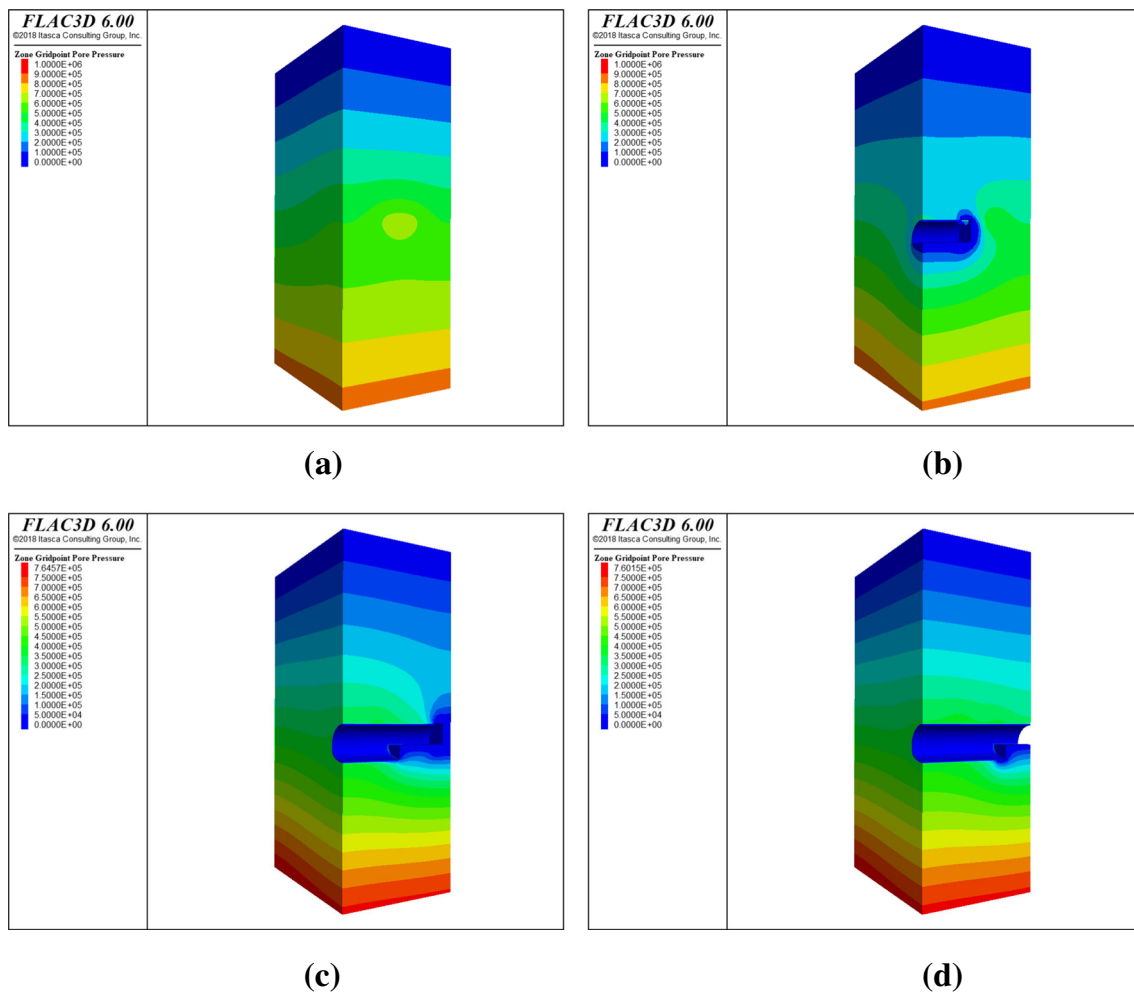 FLAC3D 6.00
©2018 Itasca Consulting Group, Inc.
Zone Gridpoint Pore Pressure
1.0000E+06
9.0000E+05
8.0000E+05
7.0000E+05
6.0000E+05
5.0000E+05
4.0000E+05
3.0000E+05
2.0000E+05
1.0000E+05
0.0000E+00
(a)
FLAC3D 6.00
©2018 Itasca Consulting Group, Inc.
Zone Gridpoint Pore Pressure
1.0000E+06
9.0000E+05
8.0000E+05
7.0000E+05
6.0000E+05
5.0000E+05
4.0000E+05
3.0000E+05
2.0000E+05
1.0000E+05
0.0000E+00
(b)
FLAC3D 6.00
©2018 Itasca Consulting Group, Inc.
Zone Gridpoint Pore Pressure
7.6457E+05
7.5000E+05
7.0000E+05
6.5000E+05
6.0000E+05
5.5000E+05
5.0000E+05
4.5000E+05
4.0000E+05
3.5000E+05
3.0000E+05
2.5000E+05
2.0000E+05
1.5000E+05
1.0000E+05
5.0000E+04
0.0000E+00
(c)
FLAC3D 6.00
©2018 Itasca Consulting Group, Inc.
Zone Gridpoint Pore Pressure
7.6015E+05
7.5000E+05
7.0000E+05
6.5000E+05
6.0000E+05
5.5000E+05
5.0000E+05
4.5000E+05
4.0000E+05
3.5000E+05
3.0000E+05
2.5000E+05
2.0000E+05
1.5000E+05
1.0000E+05
5.0000E+04
0.0000E+00
(d)